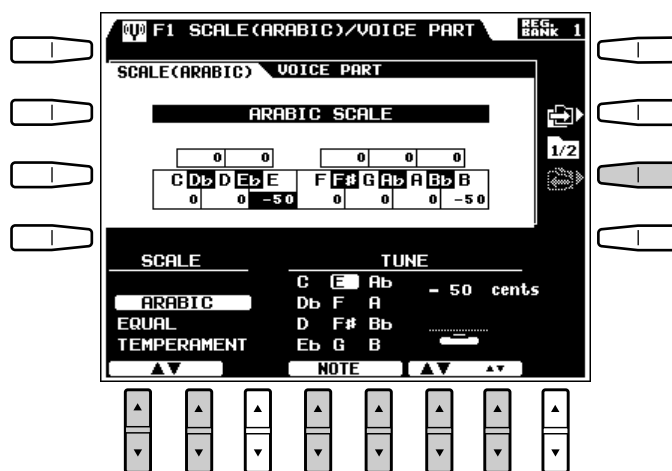 F1 SCALE(ARABIC)/VOICE PART
REG. BANK 1
SCALE(ARABIC) VOICE PART
ARABIC SCALE
1/2
0 0 0 0 0
C Db D Eb E F F# G Ab A Bb B
0 0 -50 0 0 0 -50
SCALE TUNE
C E Ab - 50 cents
ARABIC Db F A
EQUAL D F# Bb
TEMPERAMENT Eb G B
▲▼ NOTE ▲▼ ▲▼